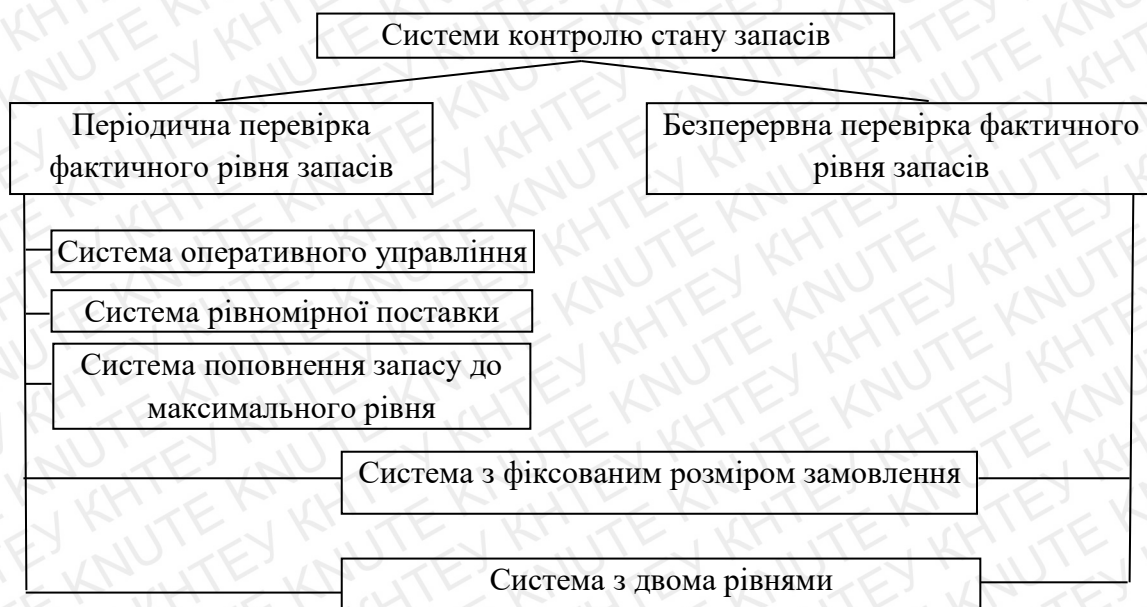 Системи контролю стану запасів
Періодична перевірка
фактичного рівня запасів
Безперервна перевірка фактичного
рівня запасів
Система оперативного управління
Система рівномірної поставки
Система поповнення запасу до
максимального рівня
Система з фіксованим розміром замовлення
Система з двома рівнями